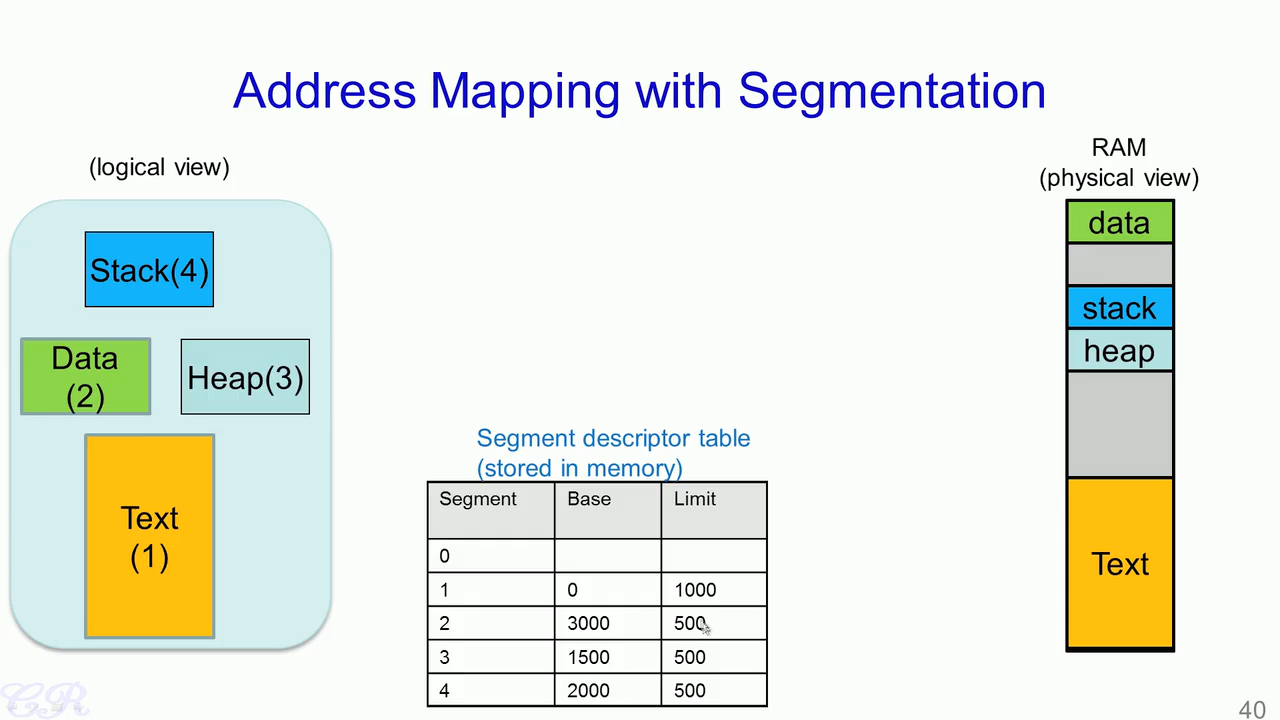 Address Mapping with Segmentation
(logical view)
Stack(4)
Data
(2)
Heap(3)
Text
(1)
Segment descriptor table
(stored in memory)
Segment Base Limit
0
1 0 1000
2 3000 500
3 1500 500
4 2000 500
RAM
(physical view)
data
stack
heap
Text
CR
40